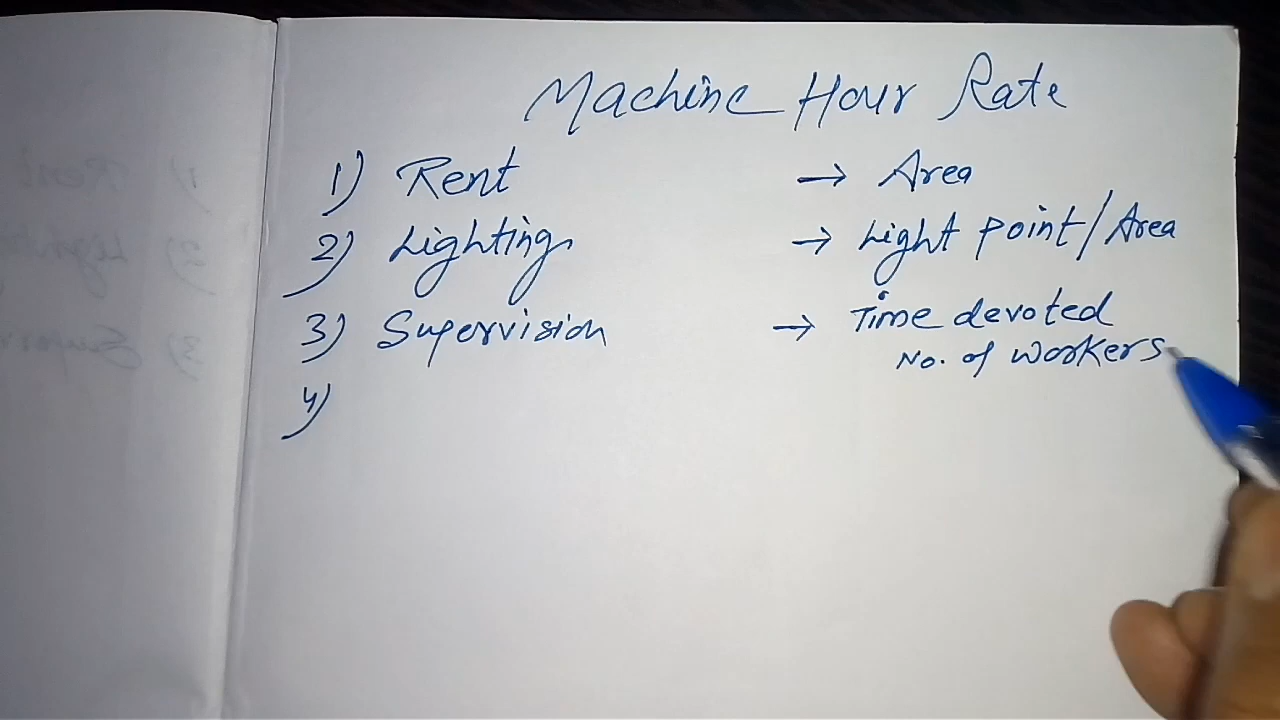 Machine Hour Rate
1) Rent → Area
2) Lighting → Light point/Area
3) Supervision → Time devoted
No. of workers
4)